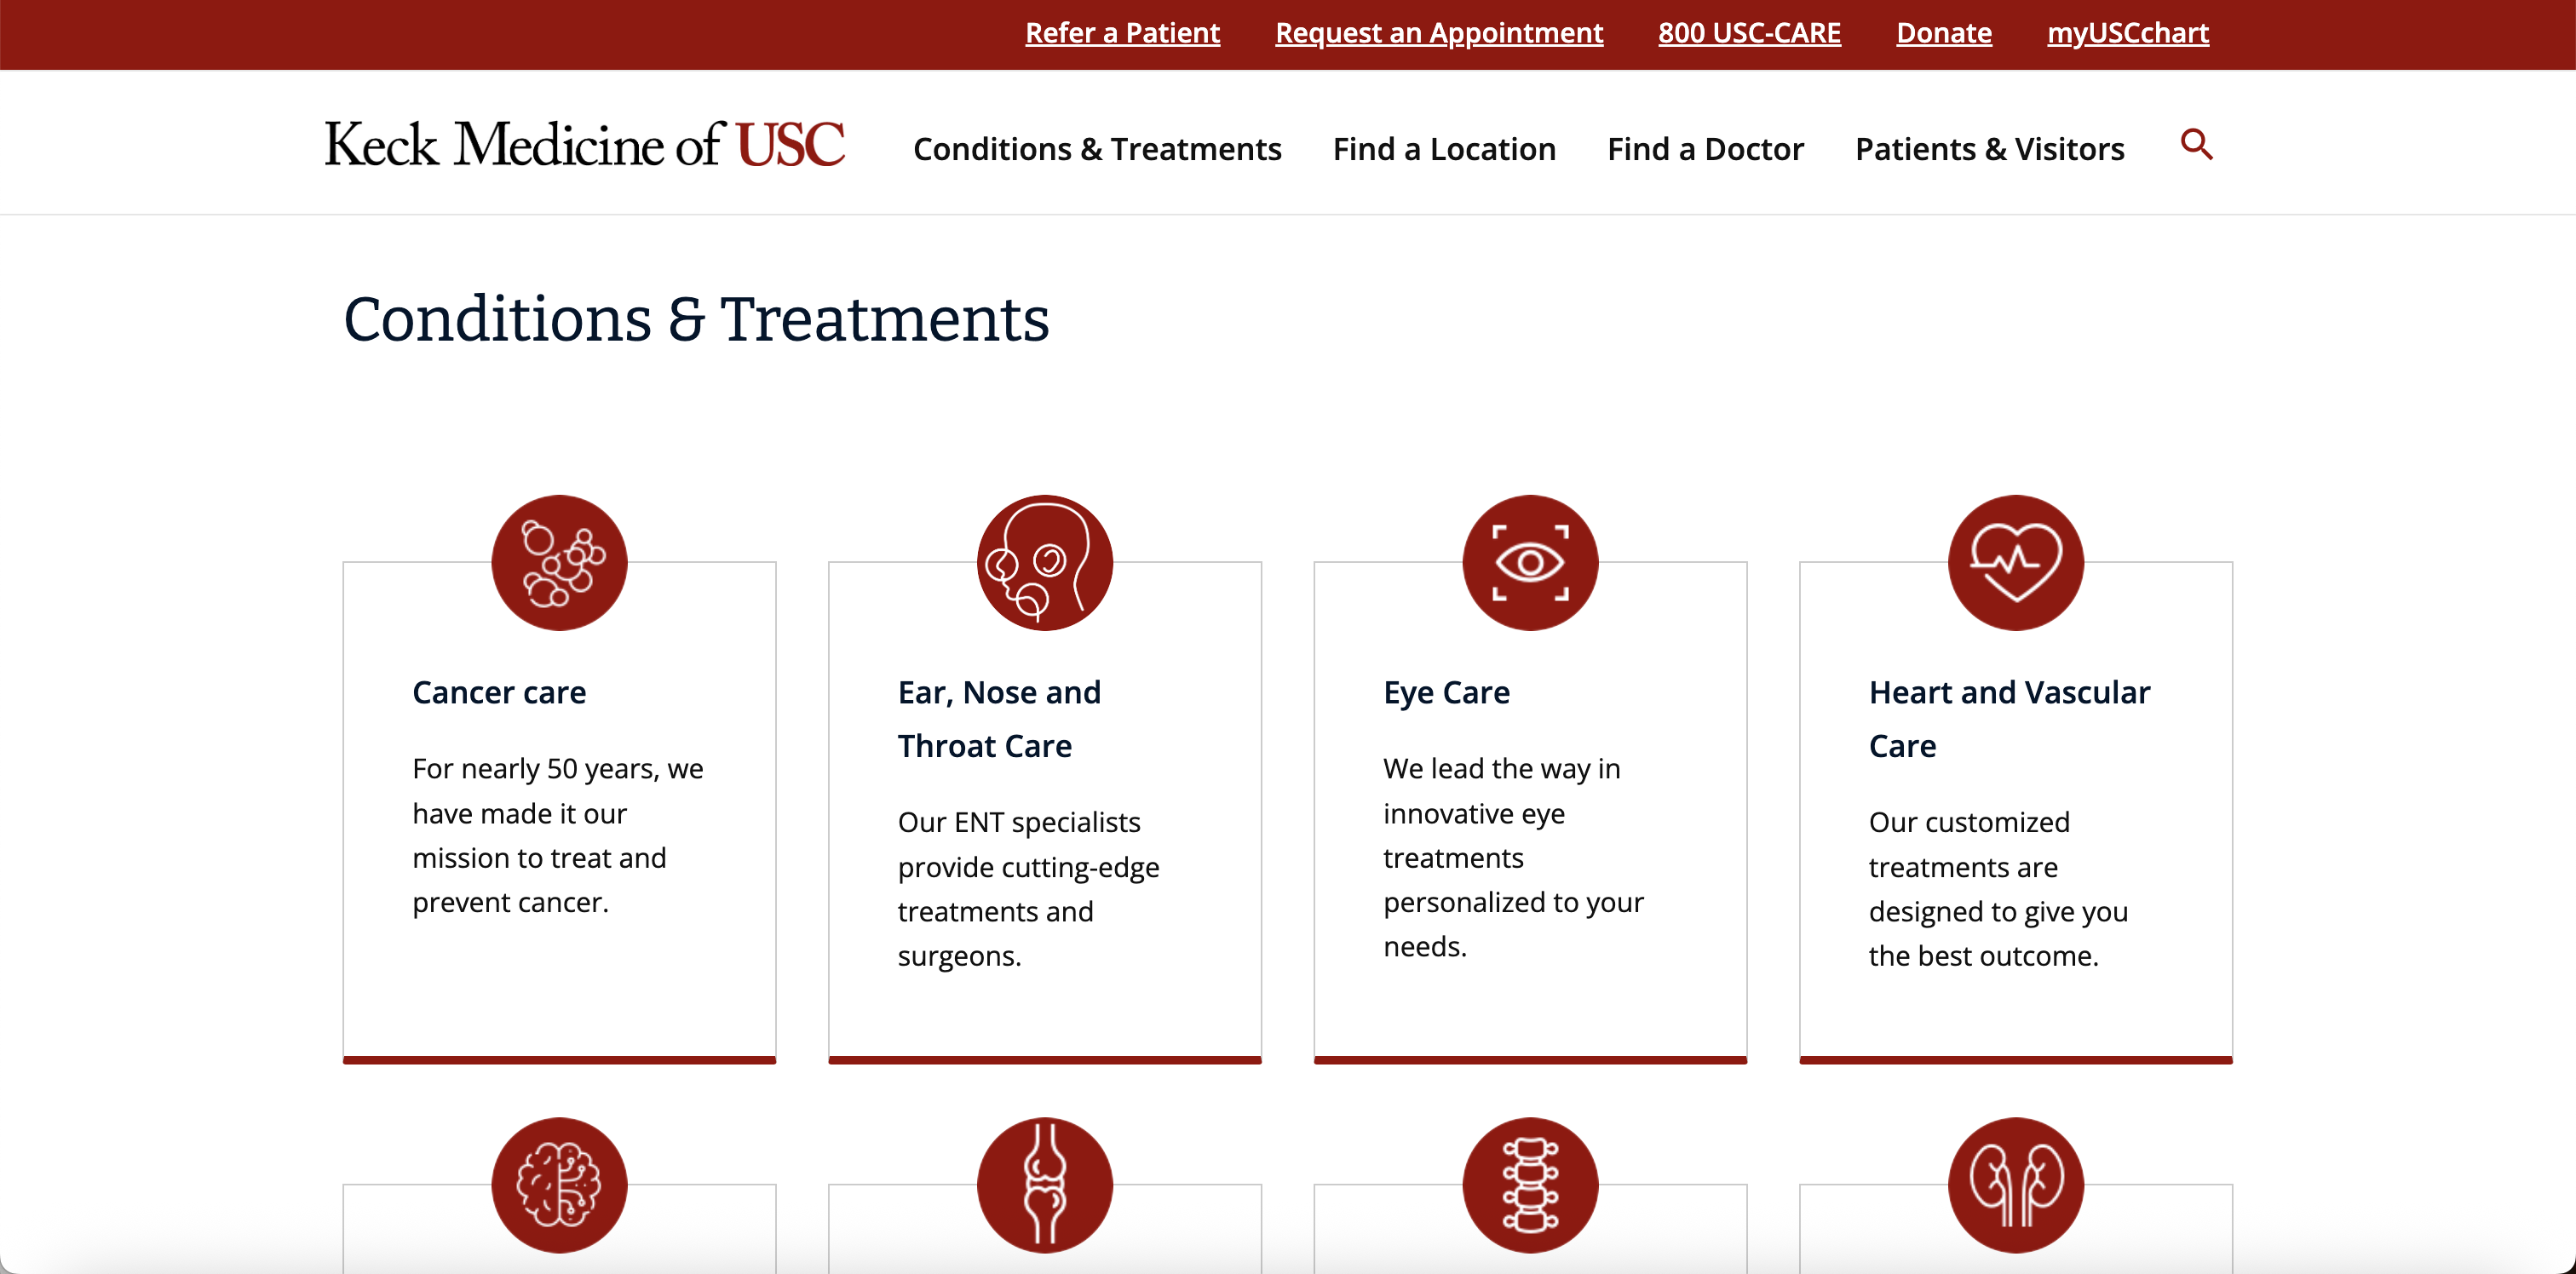 Refer a Patient Request an Appointment 800 USC-CARE Donate myUSCchart
Keck Medicine of USC Conditions & Treatments Find a Location Find a Doctor Patients & Visitors
Conditions & Treatments
Cancer care
For nearly 50 years, we
have made it our
mission to treat and
prevent cancer.
Ear, Nose and
Throat Care
Our ENT specialists
provide cutting-edge
treatments and
surgeons.
Eye Care
We lead the way in
innovative eye
treatments
personalized to your
needs.
Heart and Vascular
Care
Our customized
treatments are
designed to give you
the best outcome.